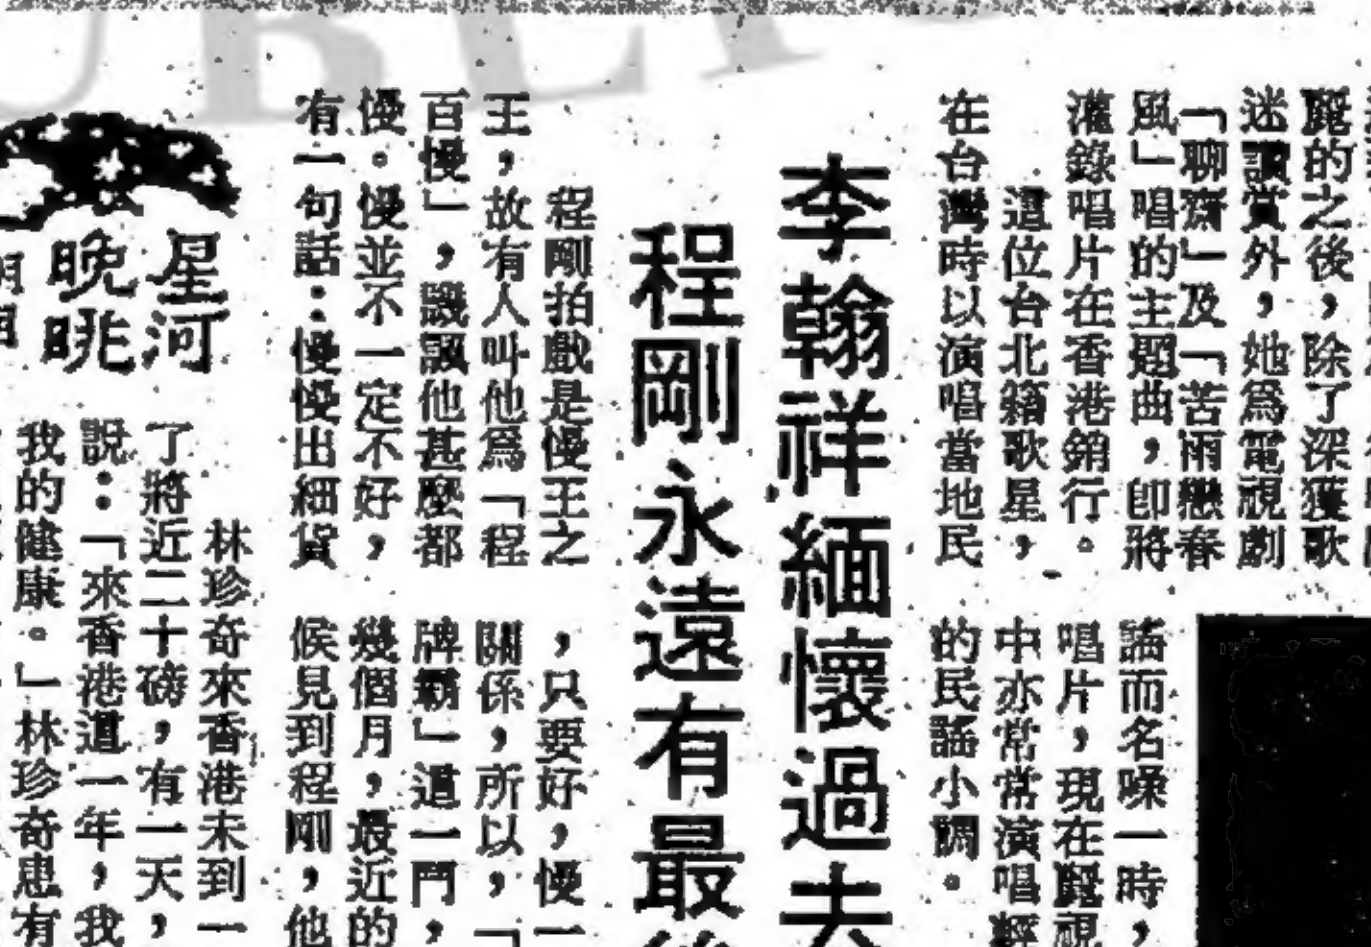 麗的之後，除了深獲歌
迷讚賞外，她爲電視劇
「聊齋」及「苦雨戀春
風」唱的主題曲，即將
灌錄唱片在香港銷行。
這位台北籍歌星，
在台灣時以演唱當地民
謠而名噪一時，
唱片，現在麗視
中亦常常演唱輕
的民謠小調。
李翰祥緬懷過去
程剛永遠有最後
程剛拍戲是慢王之
王，故有人叫他爲「程
百慢」，譏諷他甚麼都
慢。慢並不一定不好，
有一句話：慢慢出細貨
，只要好，慢一
關係，所以，「
牌霸」這一門，
幾個月，最近的
候見到程剛，他
星河
晚眺
林珍奇來香港未到一
了將近二十磅，有一天，
說：「來香港這一年，我
我的健康。」林珍奇患有